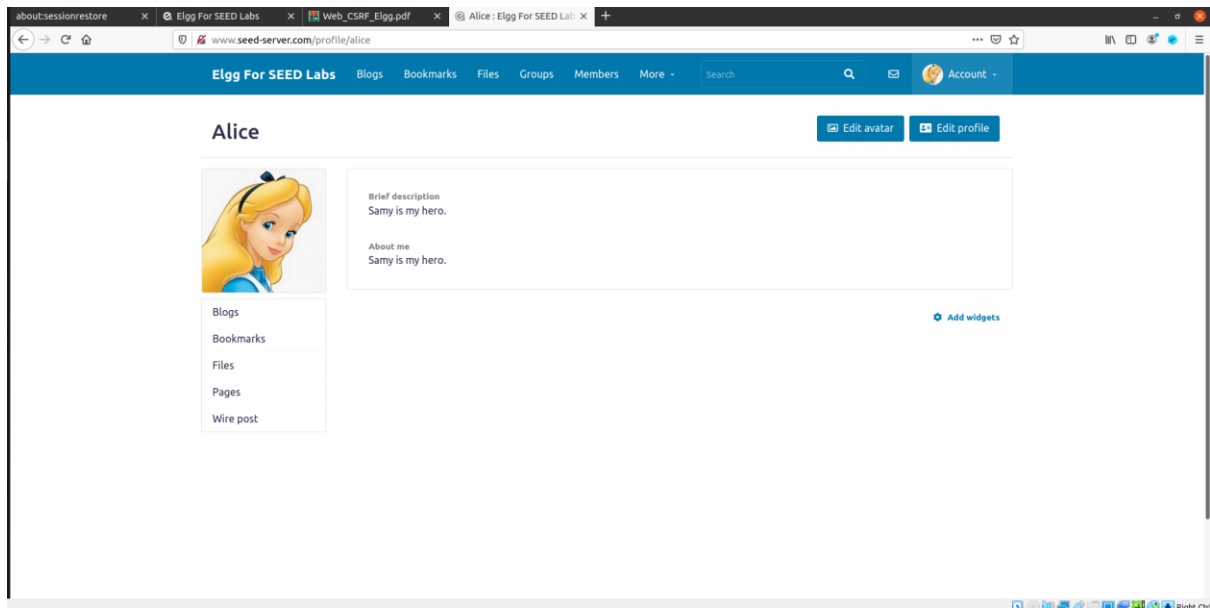 about:sessionrestore
Elgg For SEED Labs
Web_CSRF_Elgg.pdf
Alice : Elgg For SEED Lab
www.seed-server.com/profile/alice
Elgg For SEED Labs Blogs Bookmarks Files Groups Members More Search Account
Alice
Edit avatar Edit profile
Brief description
Samy is my hero.
About me
Samy is my hero.
Blogs
Add widgets
Bookmarks
Files
Pages
Wire post
Right Ctrl